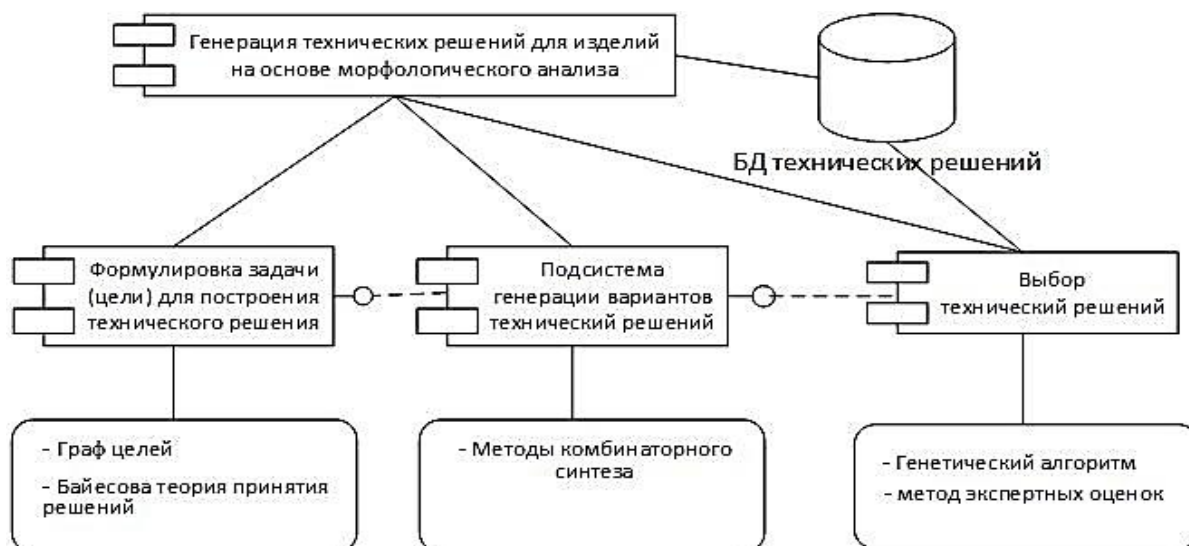 Генерация технических решений для изделий
на основе морфологического анализа
БД технических решений
Формулировка задачи
(цели) для построения
технического решения
Подсистема
генерации вариантов
технический решений
Выбор
технический решений
- Граф целей
- Байесова теория принятия
решений
- Методы комбинаторного
синтеза
- Генетический алгоритм
- метод экспертных оценок